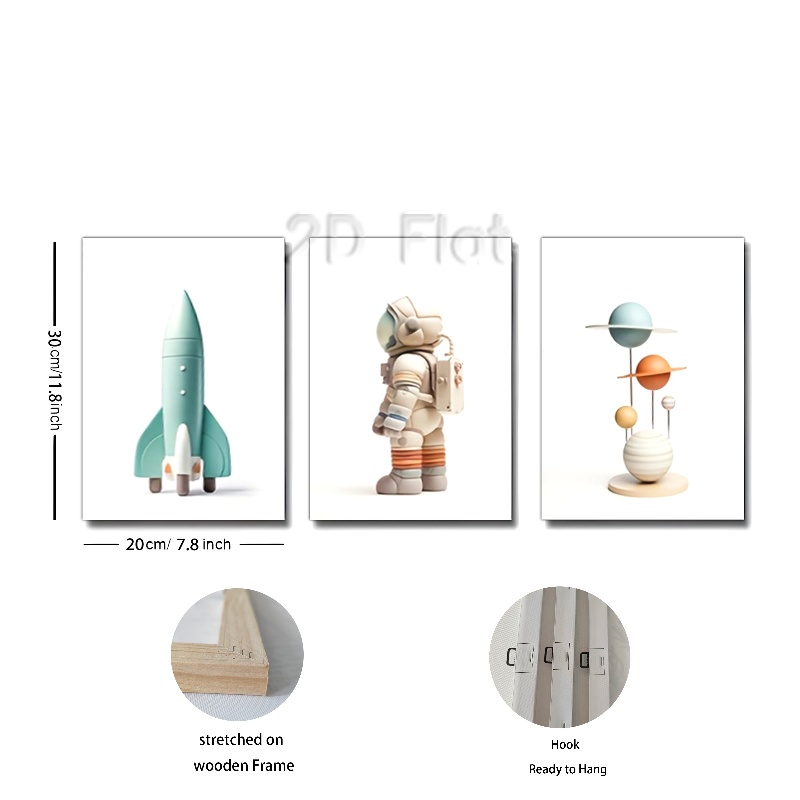 2D Flat
30cm/11.8inch
20cm/ 7.8 inch
stretched on
wooden Frame
Hook
Ready to Hang